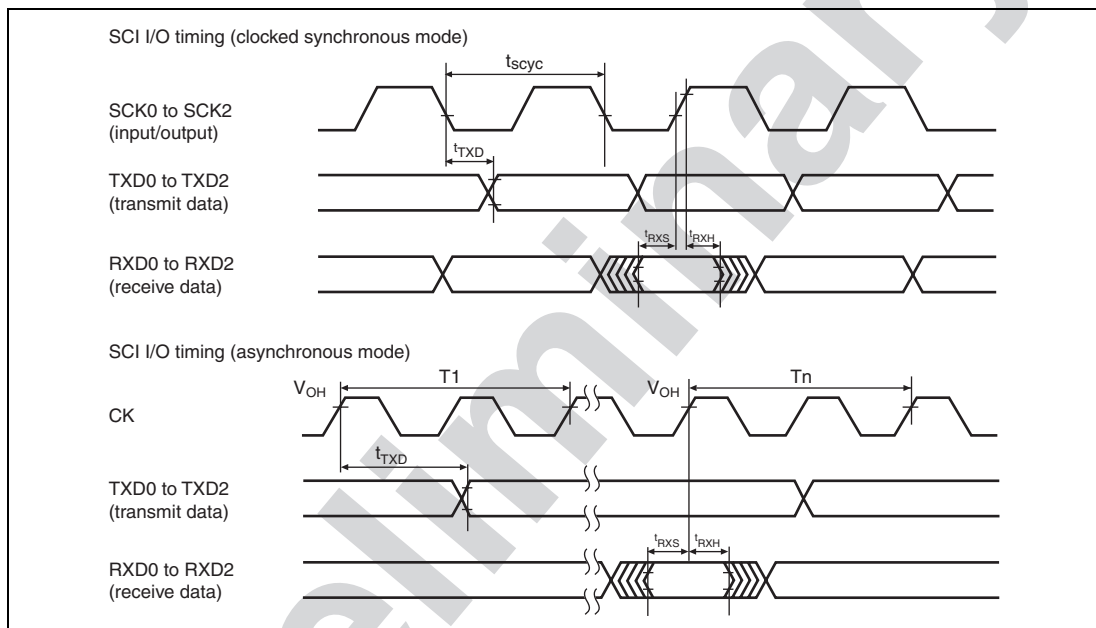 SCI I/O timing (clocked synchronous mode)
tscyc
SCK0 to SCK2
(input/output)
tTXD
TXD0 to TXD2
(transmit data)
tRXS tRXH
RXD0 to RXD2
(receive data)
SCI I/O timing (asynchronous mode)
VOH T1 VOH Tn
CK
tTXD
TXD0 to TXD2
(transmit data)
tRXS tRXH
RXD0 to RXD2
(receive data)
eliminary